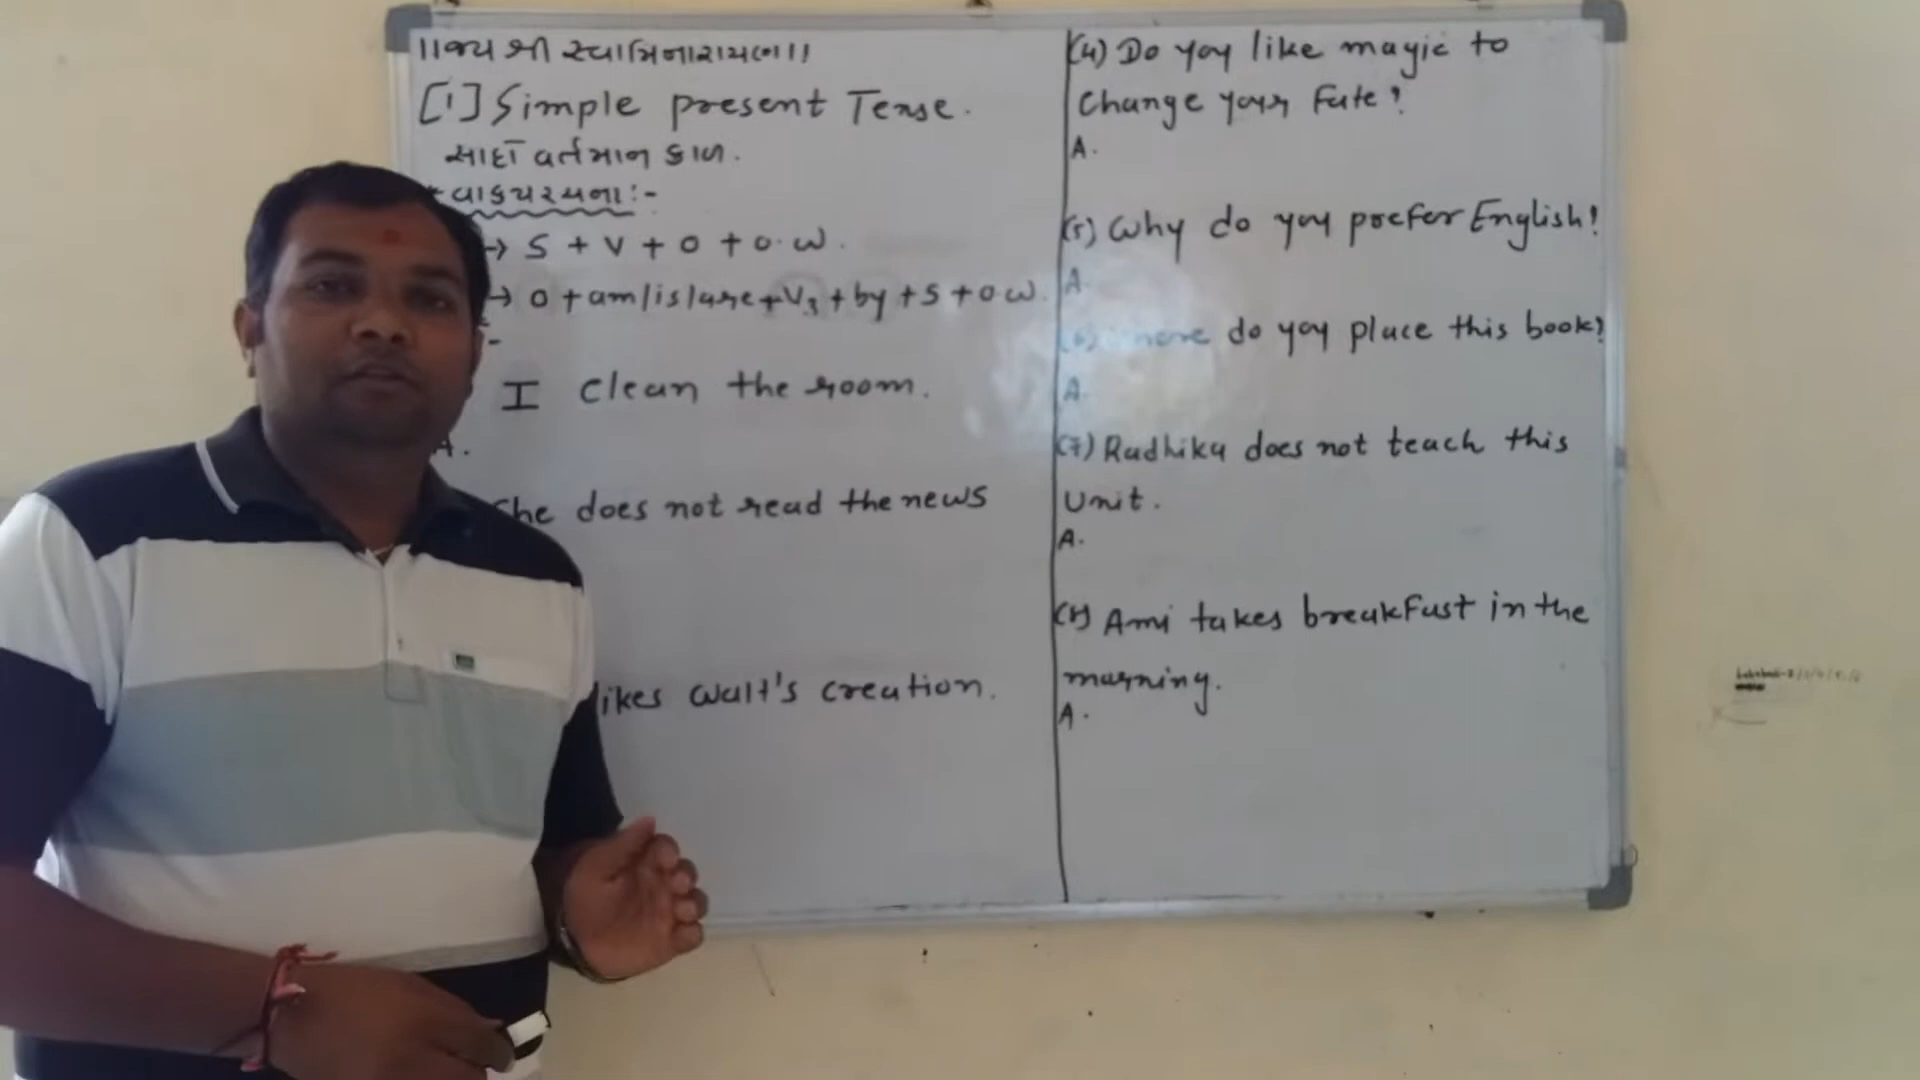 ॥જય શ્રી સ્વામિનારાયણ॥
[1] Simple present Tense.
સાદો વર્તમાન કાળ.
* વાક્યરચના:-
→ S + V + O + O.W.
→ O + am/is/are + V3 + by + S + O.W.
-
I clean the room.
A.
She does not read the news
likes Walt's creation.
(4) Do you like magic to
Change your Fate?
A.
(5) Why do you prefer English?
A.
(6) Where do you place this book?
A.
(7) Radhika does not teach this
Unit.
A.
(8) Ami takes breakfast in the
morning.
A.